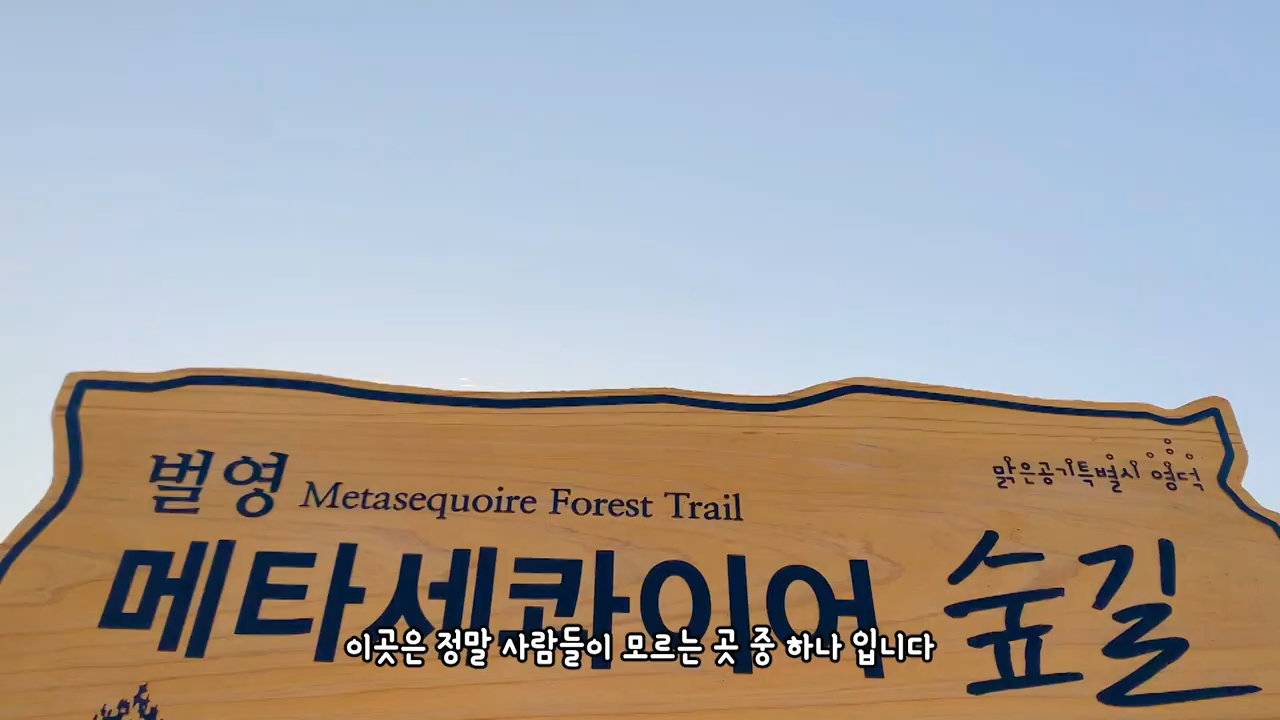 맑은공기특별시 영덕
벌영 Metasequoire Forest Trail
메타세콰이어 숲길
이곳은 정말 사람들이 모르는 곳 중 하나 입니다